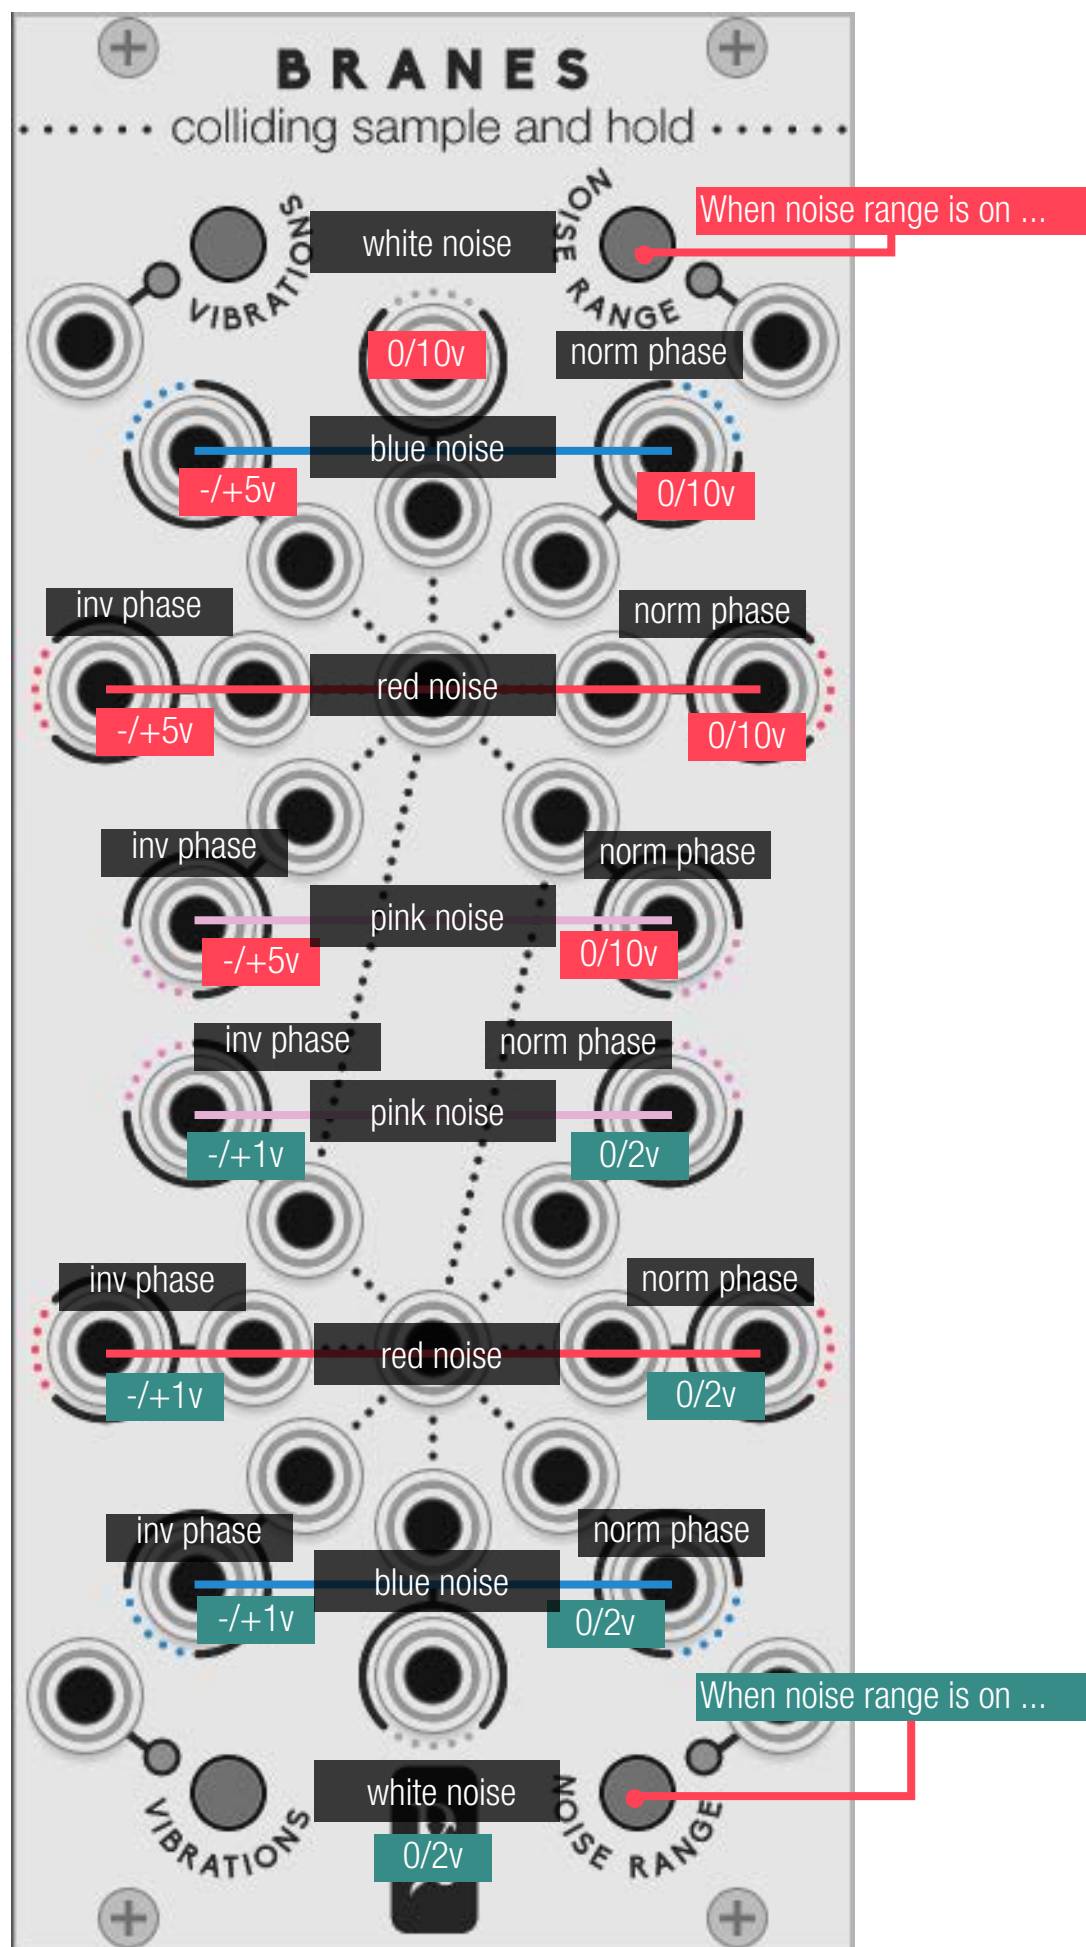 BRANES
colliding sample and hold
VIBRATIONS
white noise
RANGE
When noise range is on ...
0/10v
norm phase
blue noise
-/+5v
0/10v
inv phase
norm phase
red noise
-/+5v
0/10v
inv phase
norm phase
pink noise
-/+5v
0/10v
inv phase
norm phase
pink noise
-/+1v
0/2v
inv phase
norm phase
red noise
-/+1v
0/2v
inv phase
norm phase
blue noise
-/+1v
0/2v
When noise range is on ...
white noise
VIBRATIONS
NOISE RANGE
0/2v